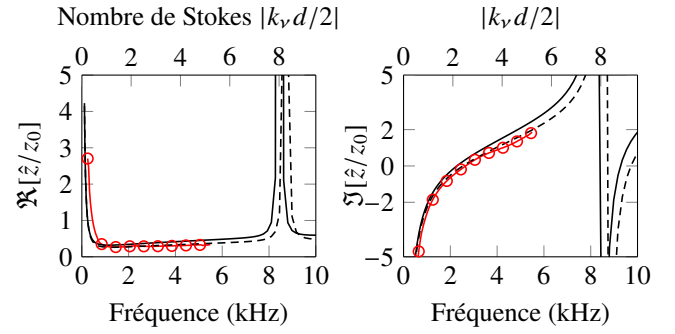 Nombre de Stokes |k_ν d/2|
|k_ν d/2|
0 2 4 6 8
0 2 4 6 8
5
4
3
2
1
0
ℜ[ẑ/z₀]
0 2 4 6 8 10
Fréquence (kHz)
5
2
0
−2
−5
ℑ[ẑ/z₀]
0 2 4 6 8 10
Fréquence (kHz)